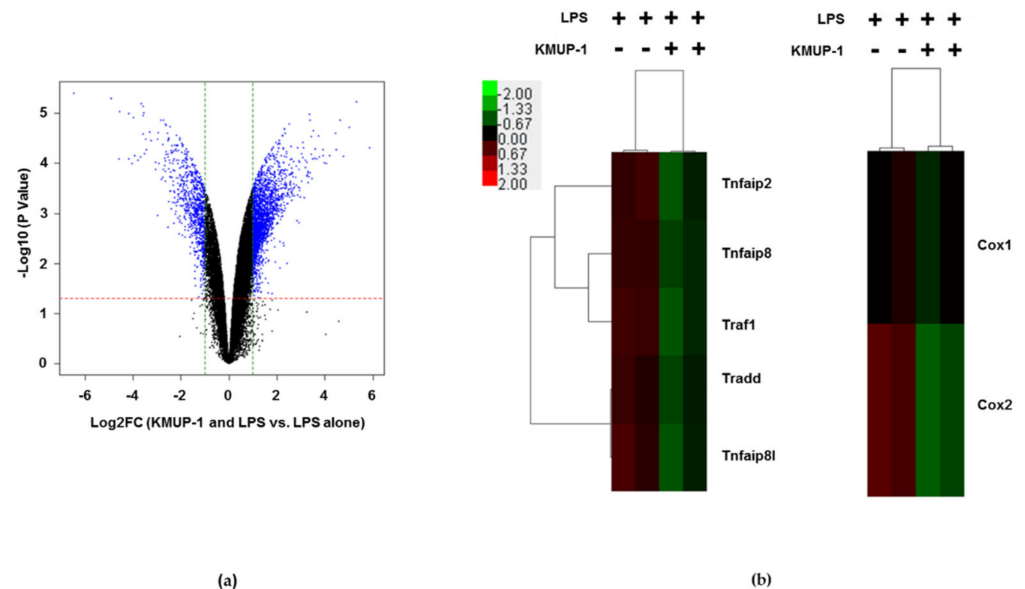 -Log10 (P Value)
5
4
3
2
1
0
-6 -4 -2 0 2 4 6
Log2FC (KMUP-1 and LPS vs. LPS alone)
(a)
LPS + + + +
KMUP-1 - - + +
-2.00
-1.33
-0.67
0.00
0.67
1.33
2.00
Tnfaip2
Tnfaip8
Traf1
Tradd
Tnfaip8l
LPS + + + +
KMUP-1 - - + +
Cox1
Cox2
(b)